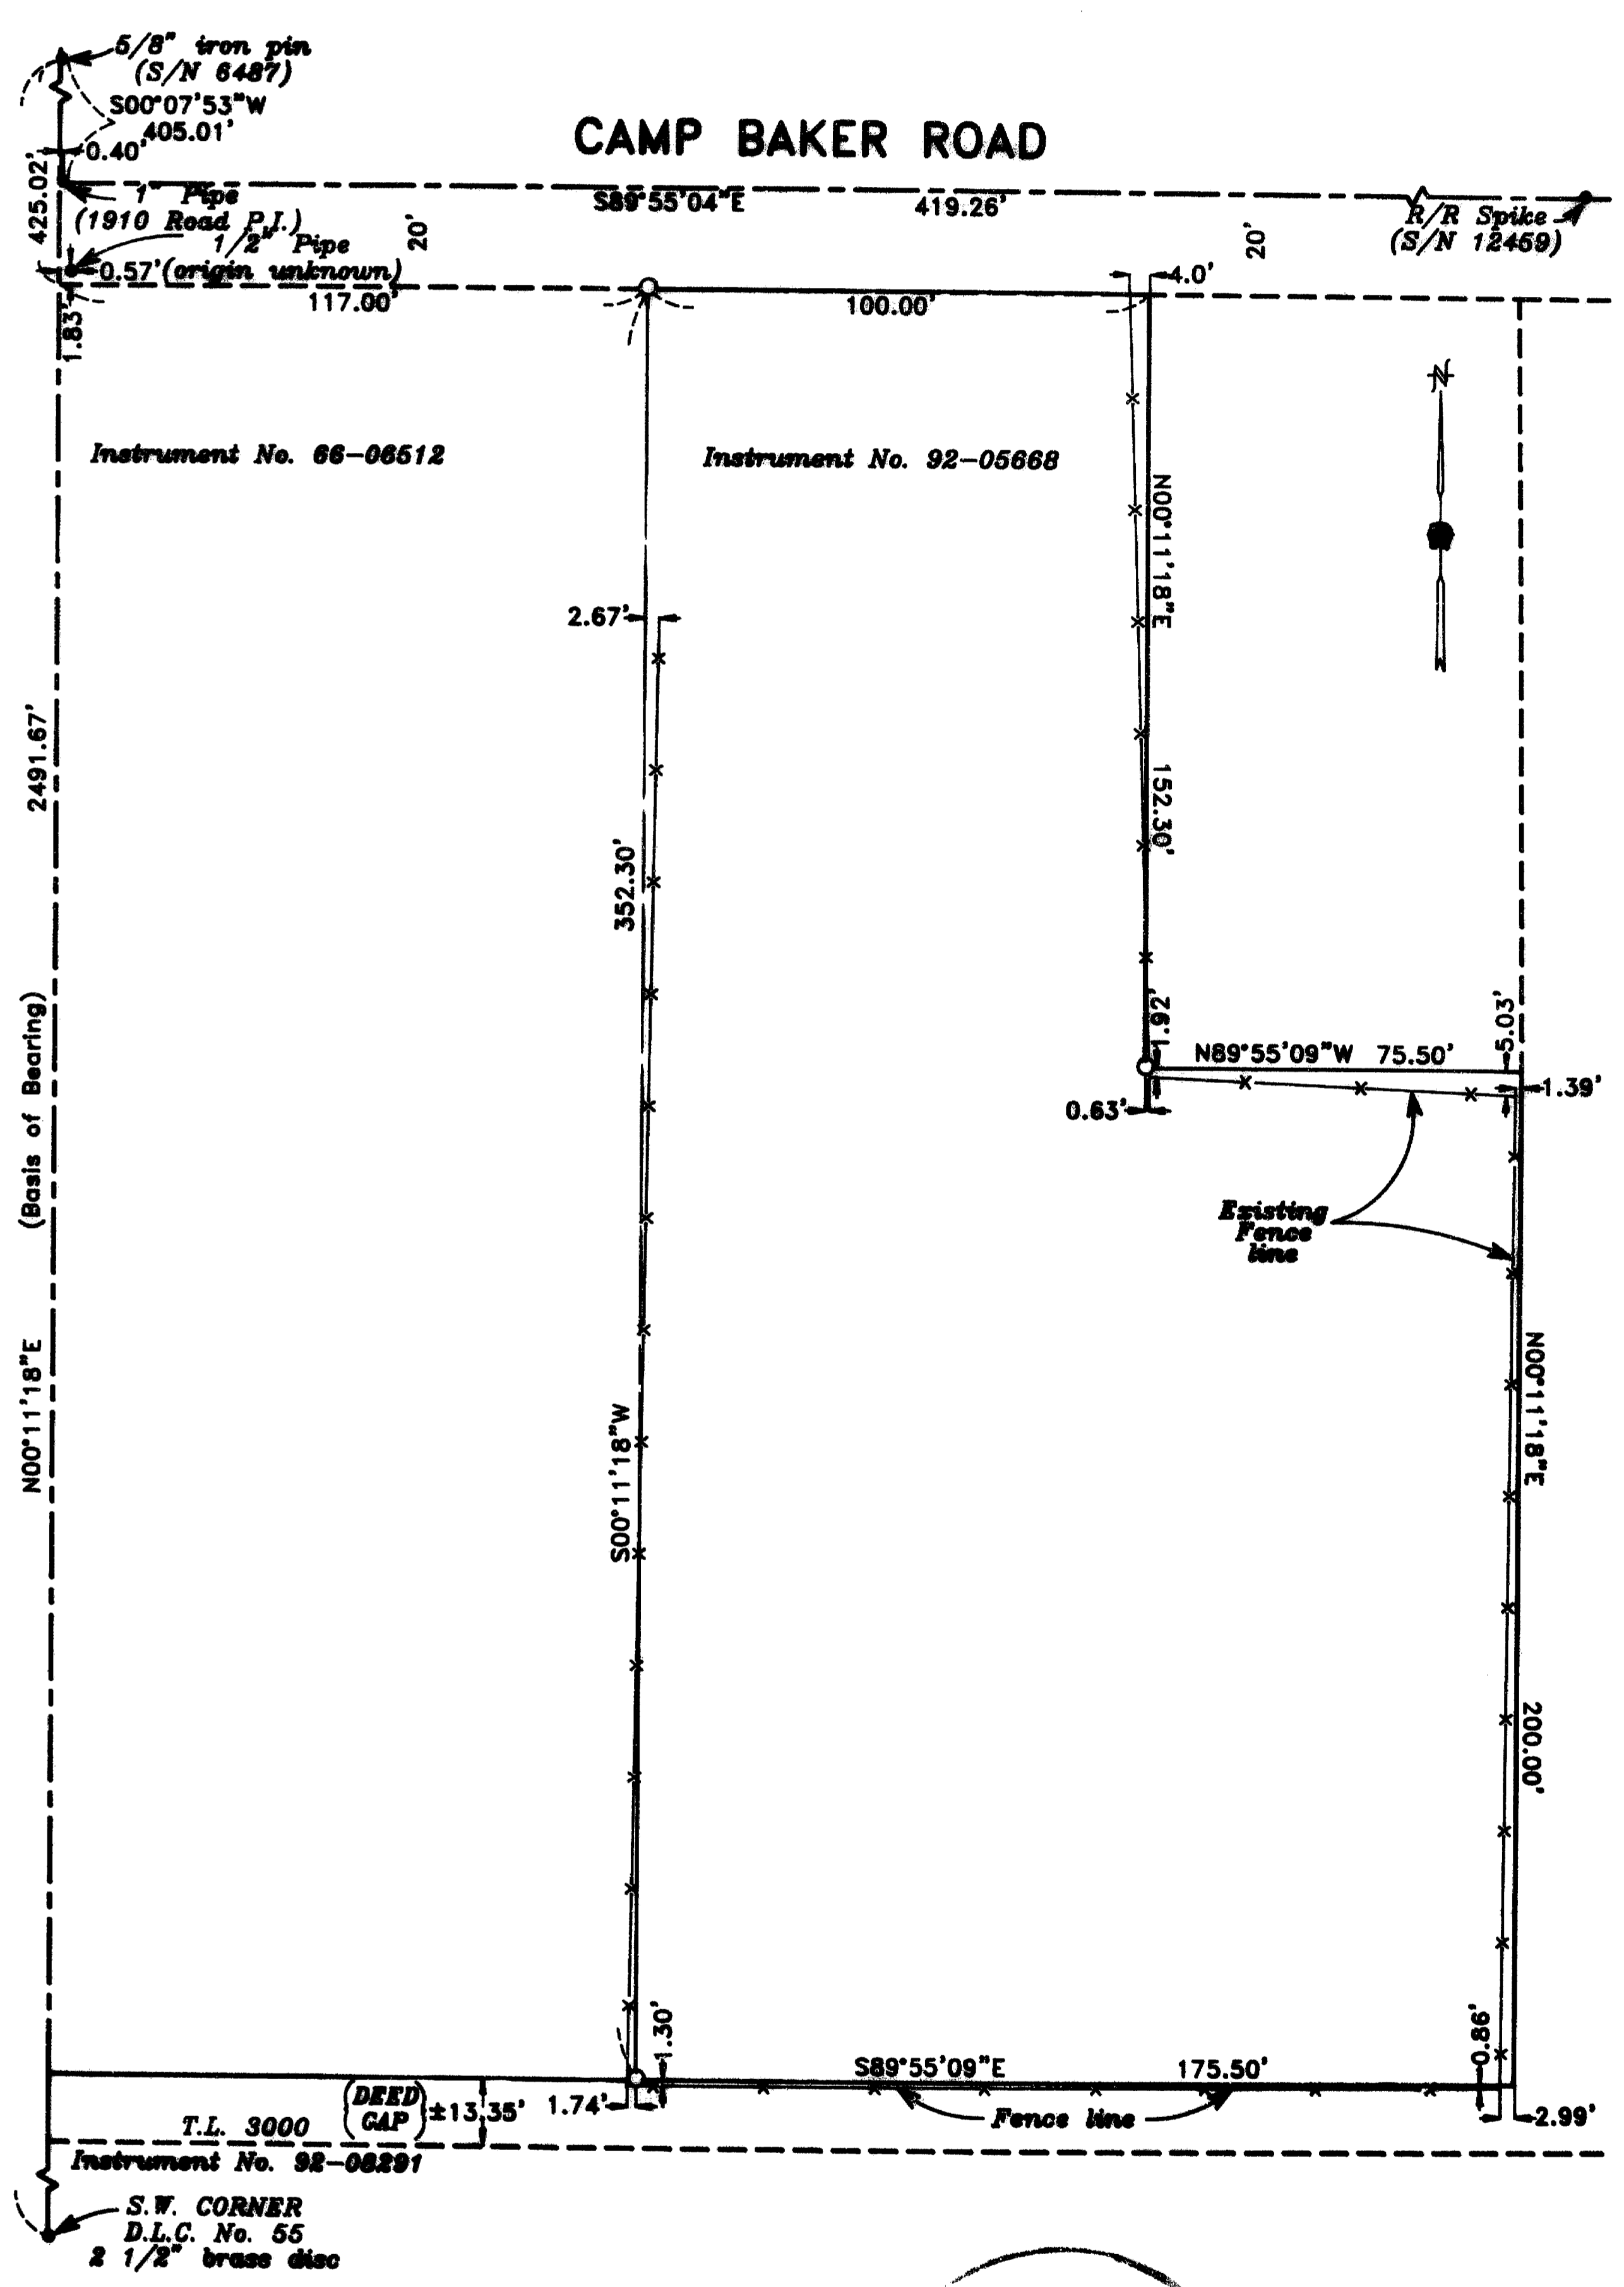 5/8" iron pin
(S/N 6487)
S00°07'53"W
405.01'
0.40'
425.02'
CAMP BAKER ROAD
1" Pipe
(1910 Road P.I.)
1/2" Pipe
0.57' (origin unknown)
1.83'
S89°55'04"E
419.26'
20'
20'
R/R Spike
(S/N 12459)
117.00'
100.00'
4.0'
Instrument No. 66-06512
Instrument No. 92-05668
N
N00°11'18"E
152.30'
2.67'
352.30'
S00°11'18"W
2491.67'
(Basis of Bearing)
N00°11'18"E
1.92'
0.63'
N89°55'09"W 75.50'
5.03'
1.39'
Existing
Fence
line
N00°11'18"E
200.00'
0.86'
1.30'
S89°55'09"E 175.50'
Fence line
2.99'
1.74'
(DEED
GAP)
±13.35'
T.L. 3000
Instrument No. 92-08291
S.W. CORNER
D.L.C. No. 55
2 1/2" brass disc